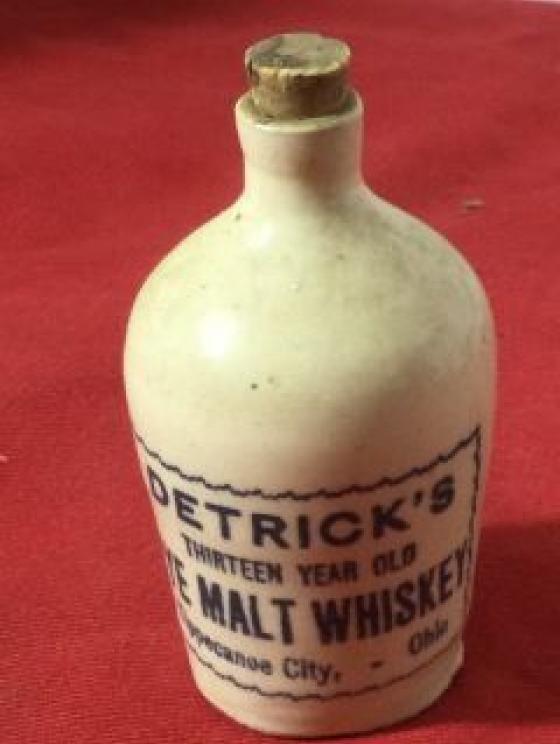 DETRICK'S
THIRTEEN YEAR OLD
MALT WHISKEY
City, - Ohio